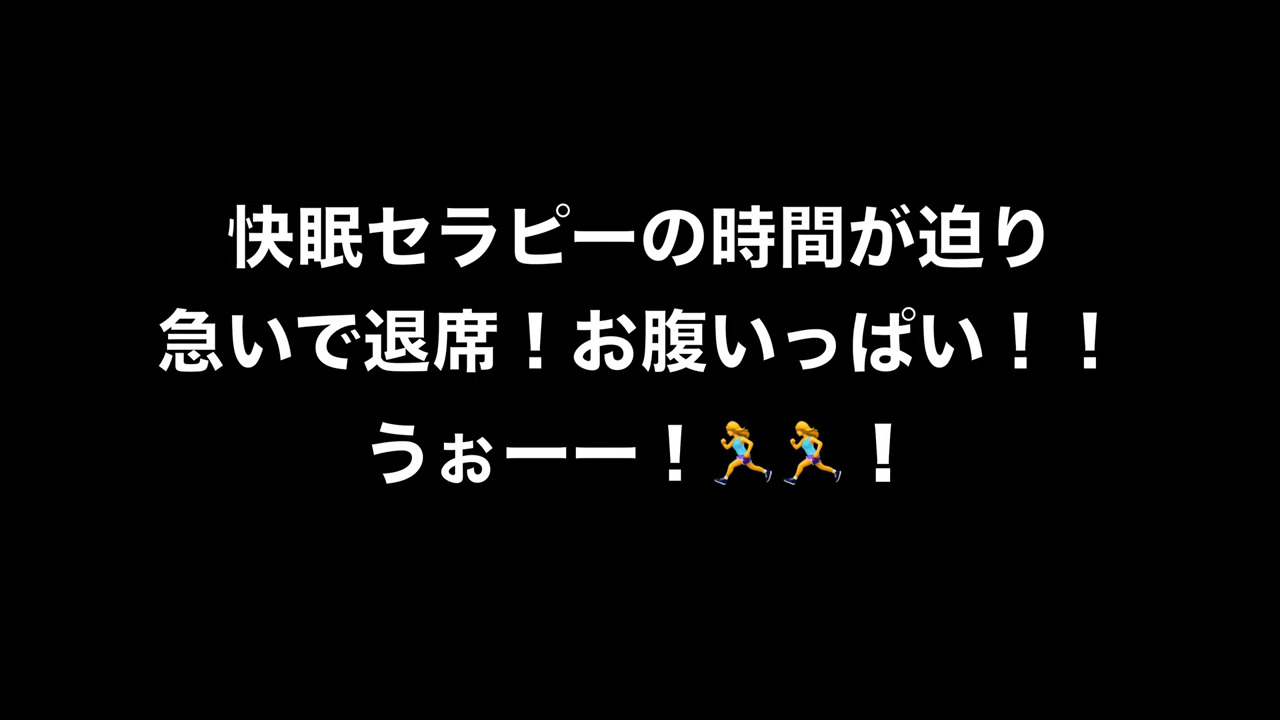 快眠セラピーの時間が迫り
急いで退席！お腹いっぱい！！
うぉーー！🏃‍♀️🏃‍♀️！